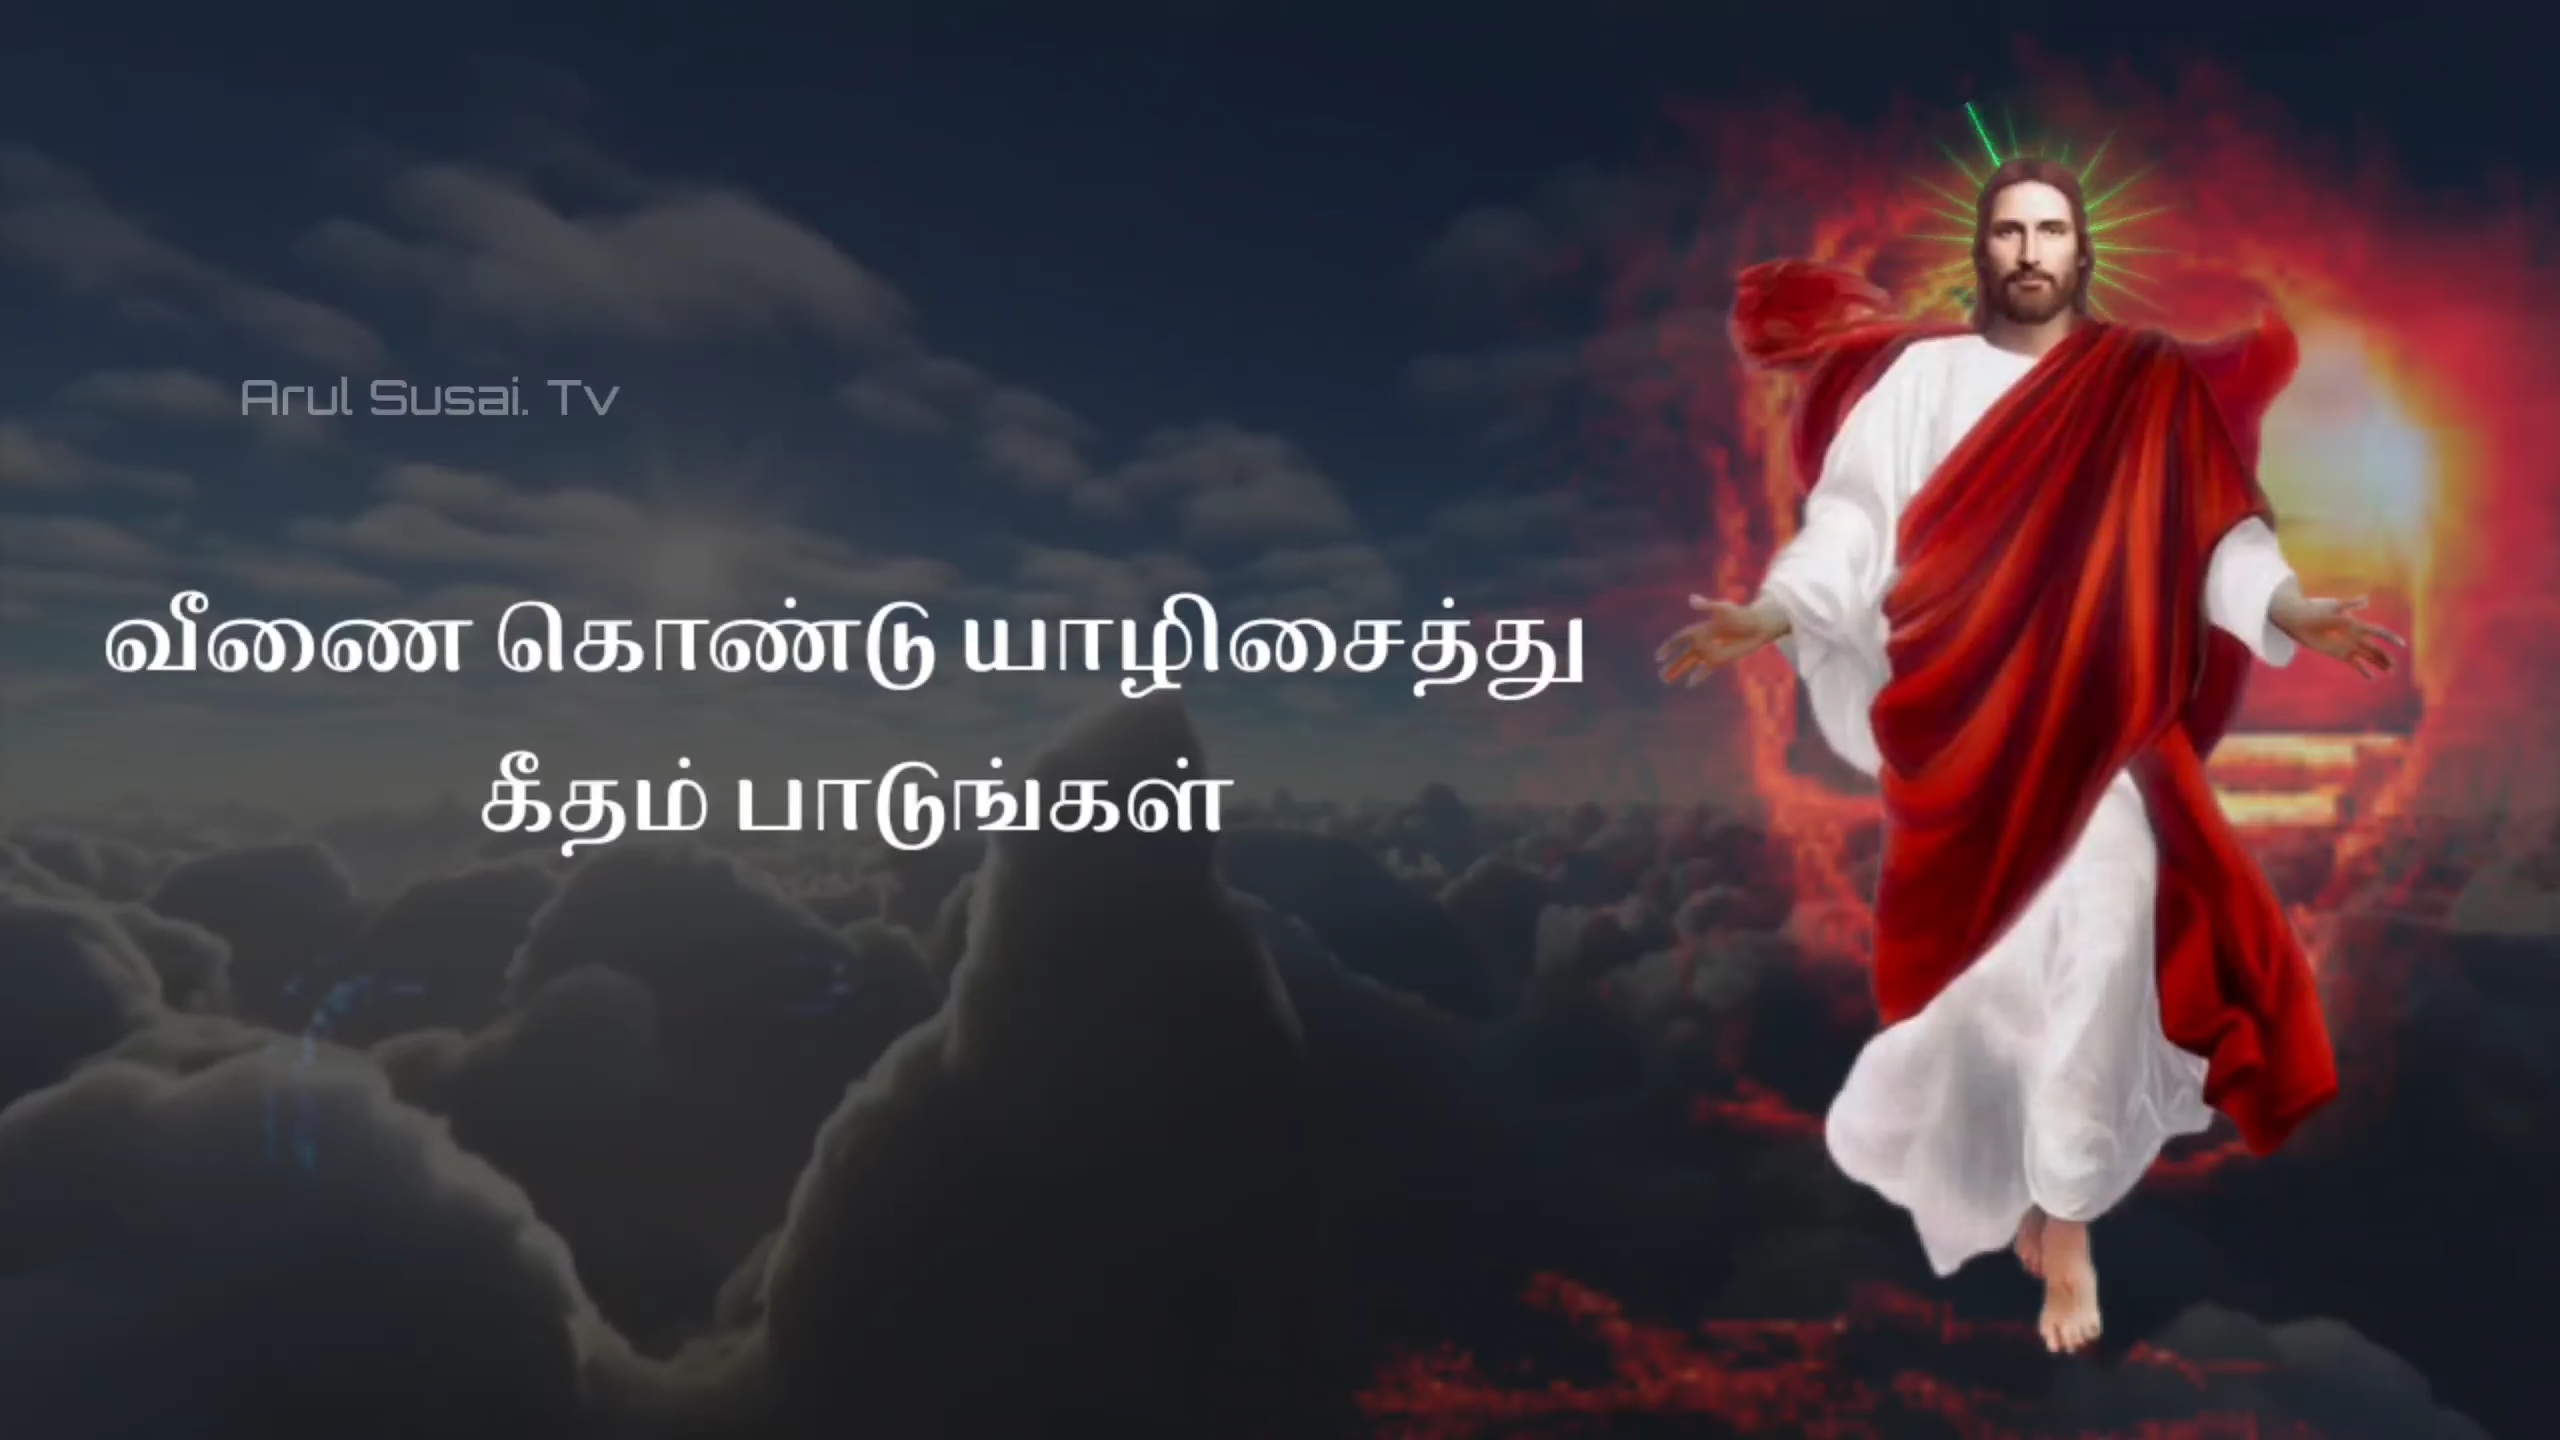 Arul Susai. Tv
வீணை கொண்டு யாழிசைத்து
கீதம் பாடுங்கள்